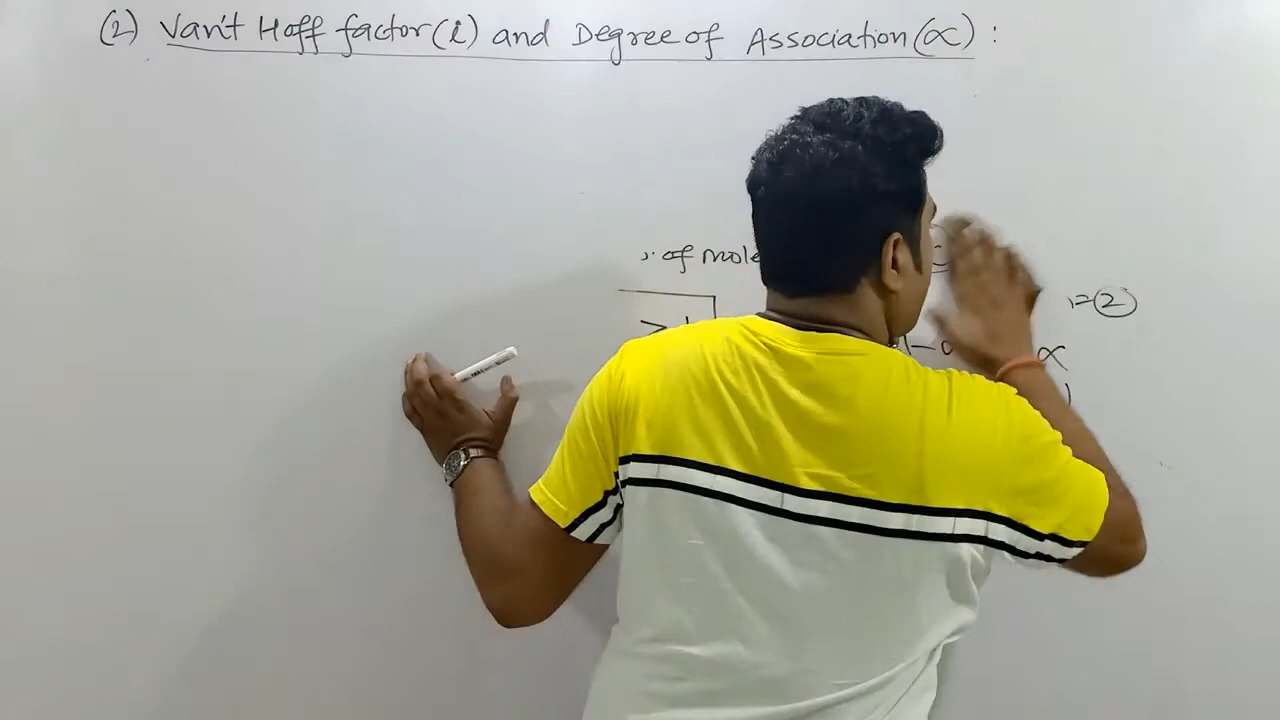 (2) Van't Hoff factor (i) and Degree of Association (∝) :
of mole
=②
∝